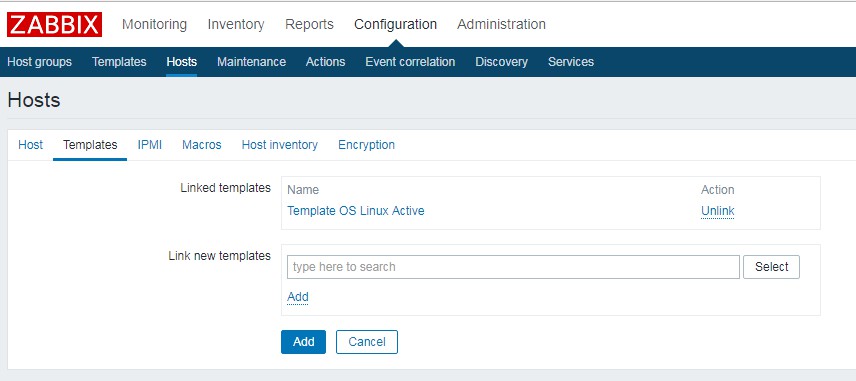 ZABBIX Monitoring Inventory Reports Configuration Administration
Host groups Templates Hosts Maintenance Actions Event correlation Discovery Services
Hosts
Host Templates IPMI Macros Host inventory Encryption
Linked templates Name Action
Template OS Linux Active Unlink
Link new templates
type here to search Select
Add
Add Cancel